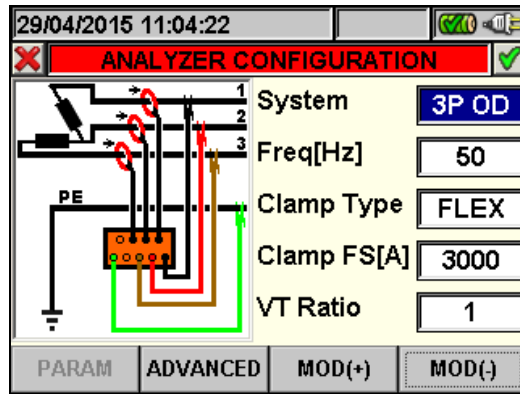 29/04/2015 11:04:22
ANALYZER CONFIGURATION
1
2
3
PE
System 3P OD
Freq[Hz] 50
Clamp Type FLEX
Clamp FS[A] 3000
VT Ratio 1
PARAM ADVANCED MOD(+) MOD(-)